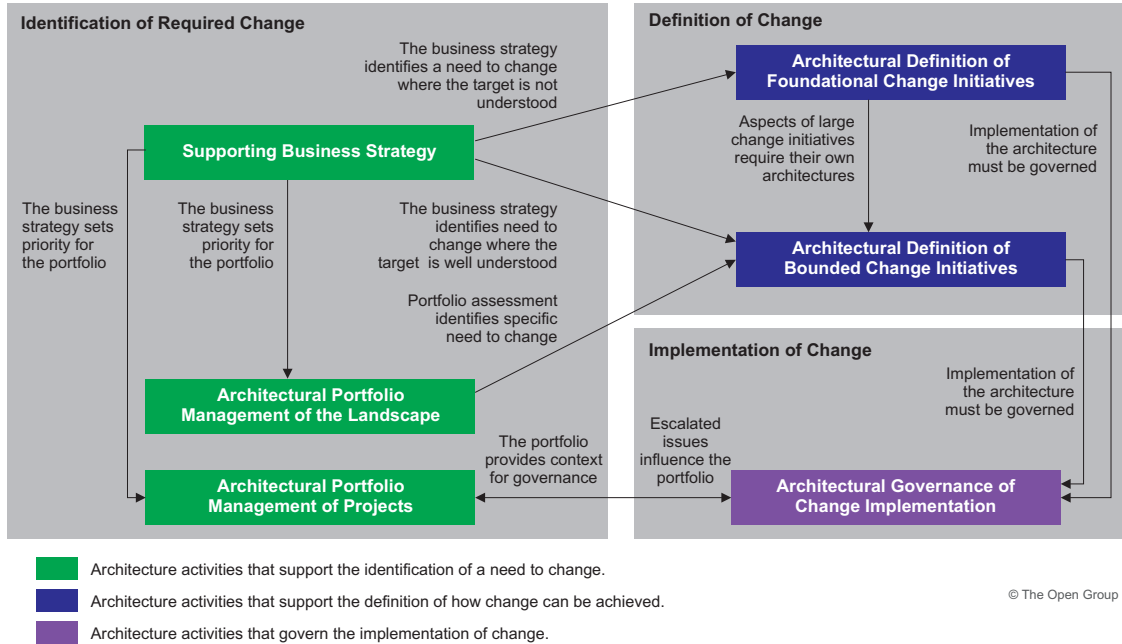 Identification of Required Change
The business strategy
identifies a need to change
where the target is not
understood
Supporting Business Strategy
The business
strategy sets
priority for
the portfolio
The business
strategy sets
priority for
the portfolio
The business strategy
identifies need to
change where the
target is well understood
Portfolio assessment
identifies specific
need to change
Architectural Portfolio
Management of the Landscape
The portfolio
provides context
for governance
Architectural Portfolio
Management of Projects
Definition of Change
Architectural Definition of
Foundational Change Initiatives
Aspects of large
change initiatives
require their own
architectures
Implementation of
the architecture
must be governed
Architectural Definition of
Bounded Change Initiatives
Implementation of Change
Implementation of
the architecture
must be governed
Escalated
issues
influence the
portfolio
Architectural Governance of
Change Implementation
Architecture activities that support the identification of a need to change.
Architecture activities that support the definition of how change can be achieved.
Architecture activities that govern the implementation of change.
© The Open Group